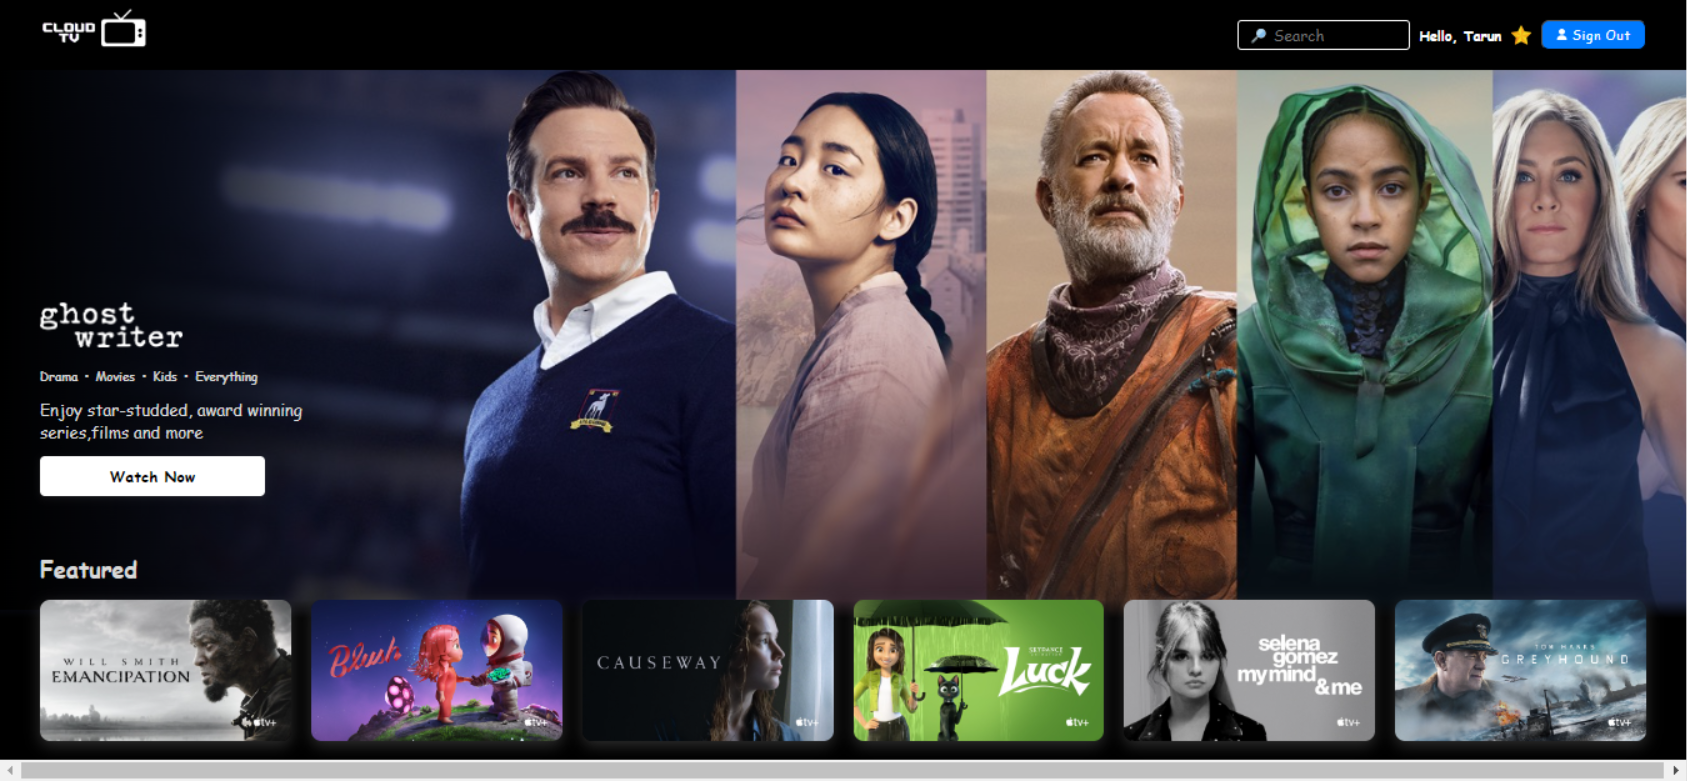 CLOUD
TV
Search
Hello, Tarun
Sign Out
ghost
writer
Drama • Movies • Kids • Everything
Enjoy star-studded, award winning
series,films and more
Watch Now
Featured
WILL SMITH
EMANCIPATION
tv+
Blush
tv+
CAUSEWAY
tv+
Luck
tv+
selena
gomez
my mind
& me
tv+
TOM HANKS
GREYHOUND
tv+